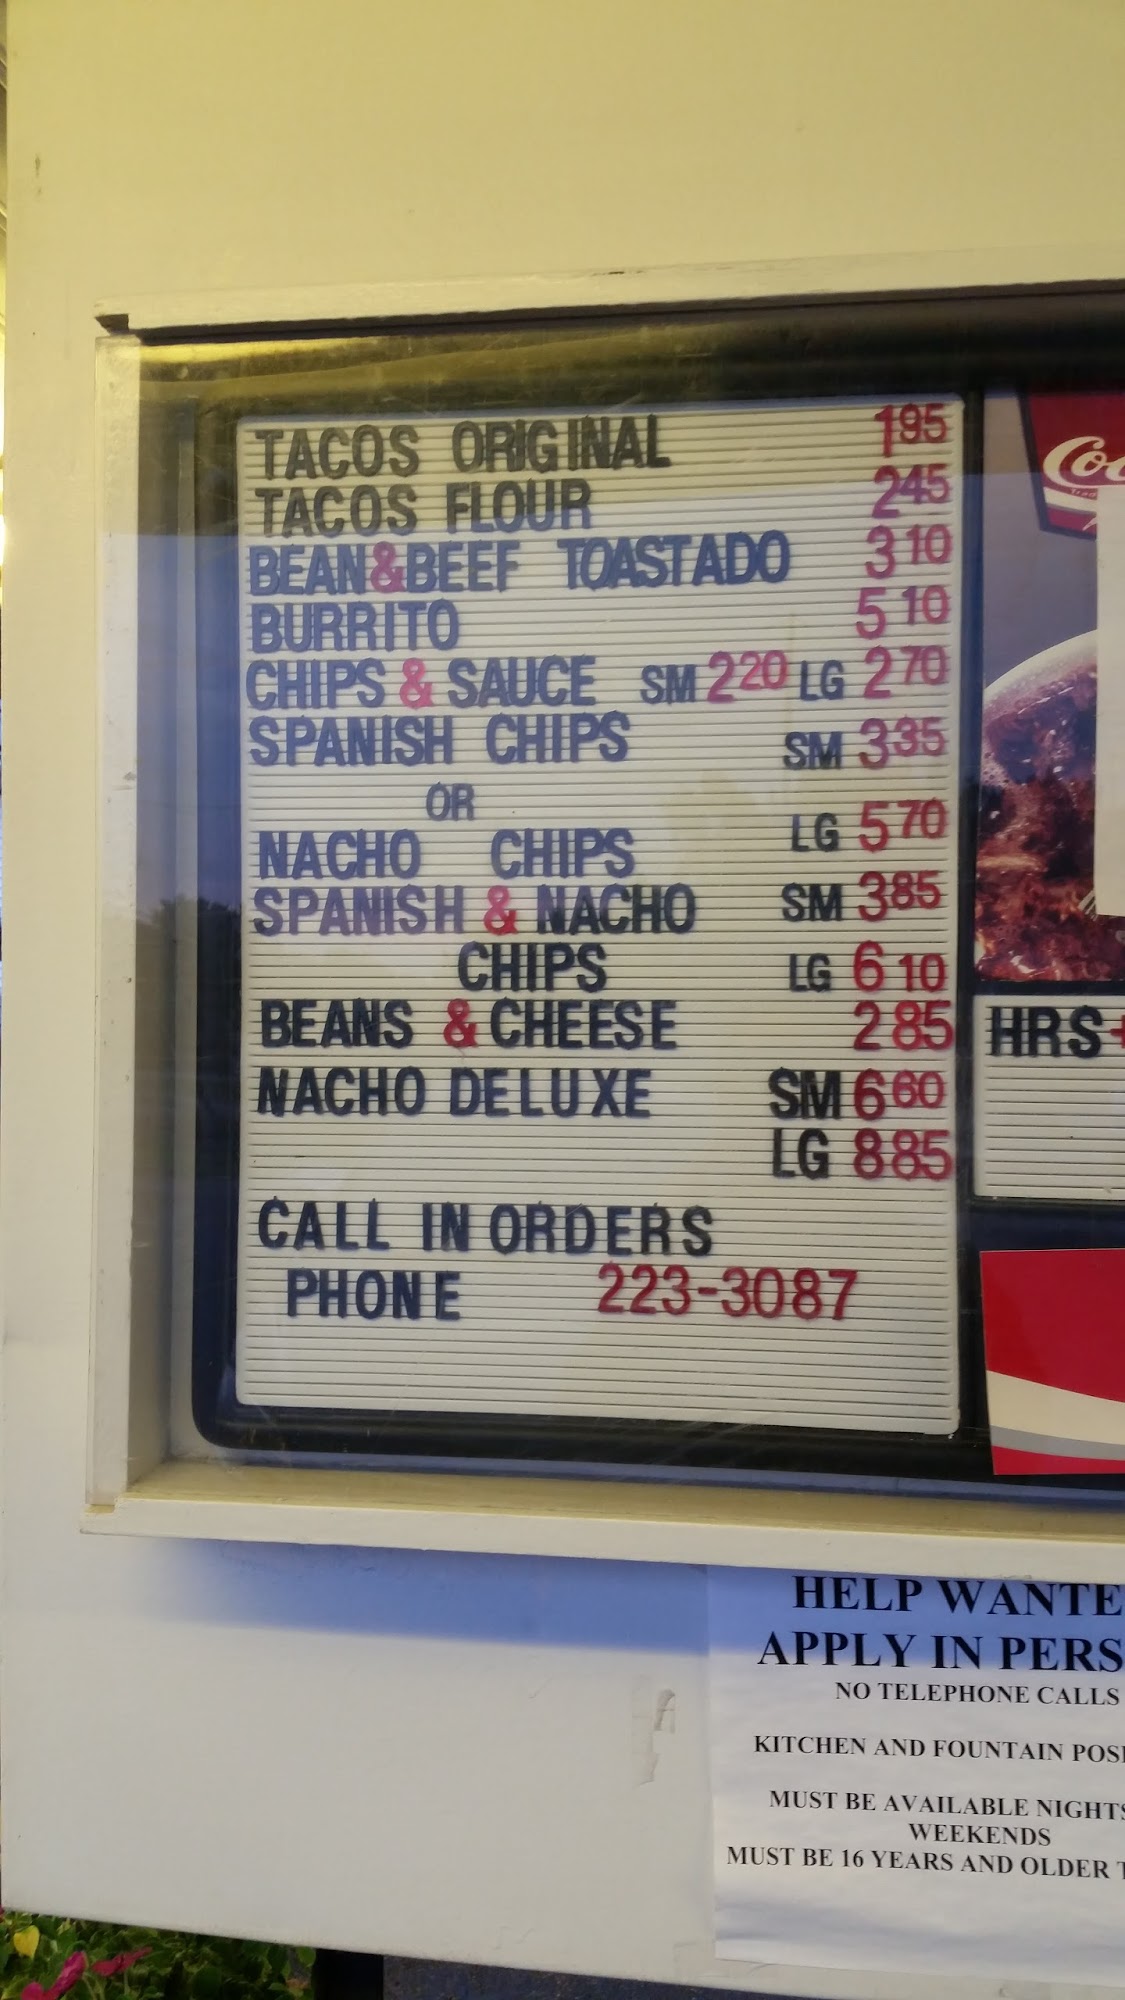 TACOS ORIGINAL 1.95
TACOS FLOUR 245
BEAN&BEEF TOASTADO 310
BURRITO 510
CHIPS & SAUCE SM 220 LG 270
SPANISH CHIPS SM 335
OR
NACHO CHIPS LG 570
SPANISH & NACHO SM 385
CHIPS LG 610
BEANS & CHEESE 285
NACHO DELUXE SM 660
LG 885
CALL IN ORDERS
PHONE 223-3087
HRS
HELP WANTE
APPLY IN PERS
NO TELEPHONE CALLS
KITCHEN AND FOUNTAIN POSI
MUST BE AVAILABLE NIGHTS
WEEKENDS
MUST BE 16 YEARS AND OLDER T